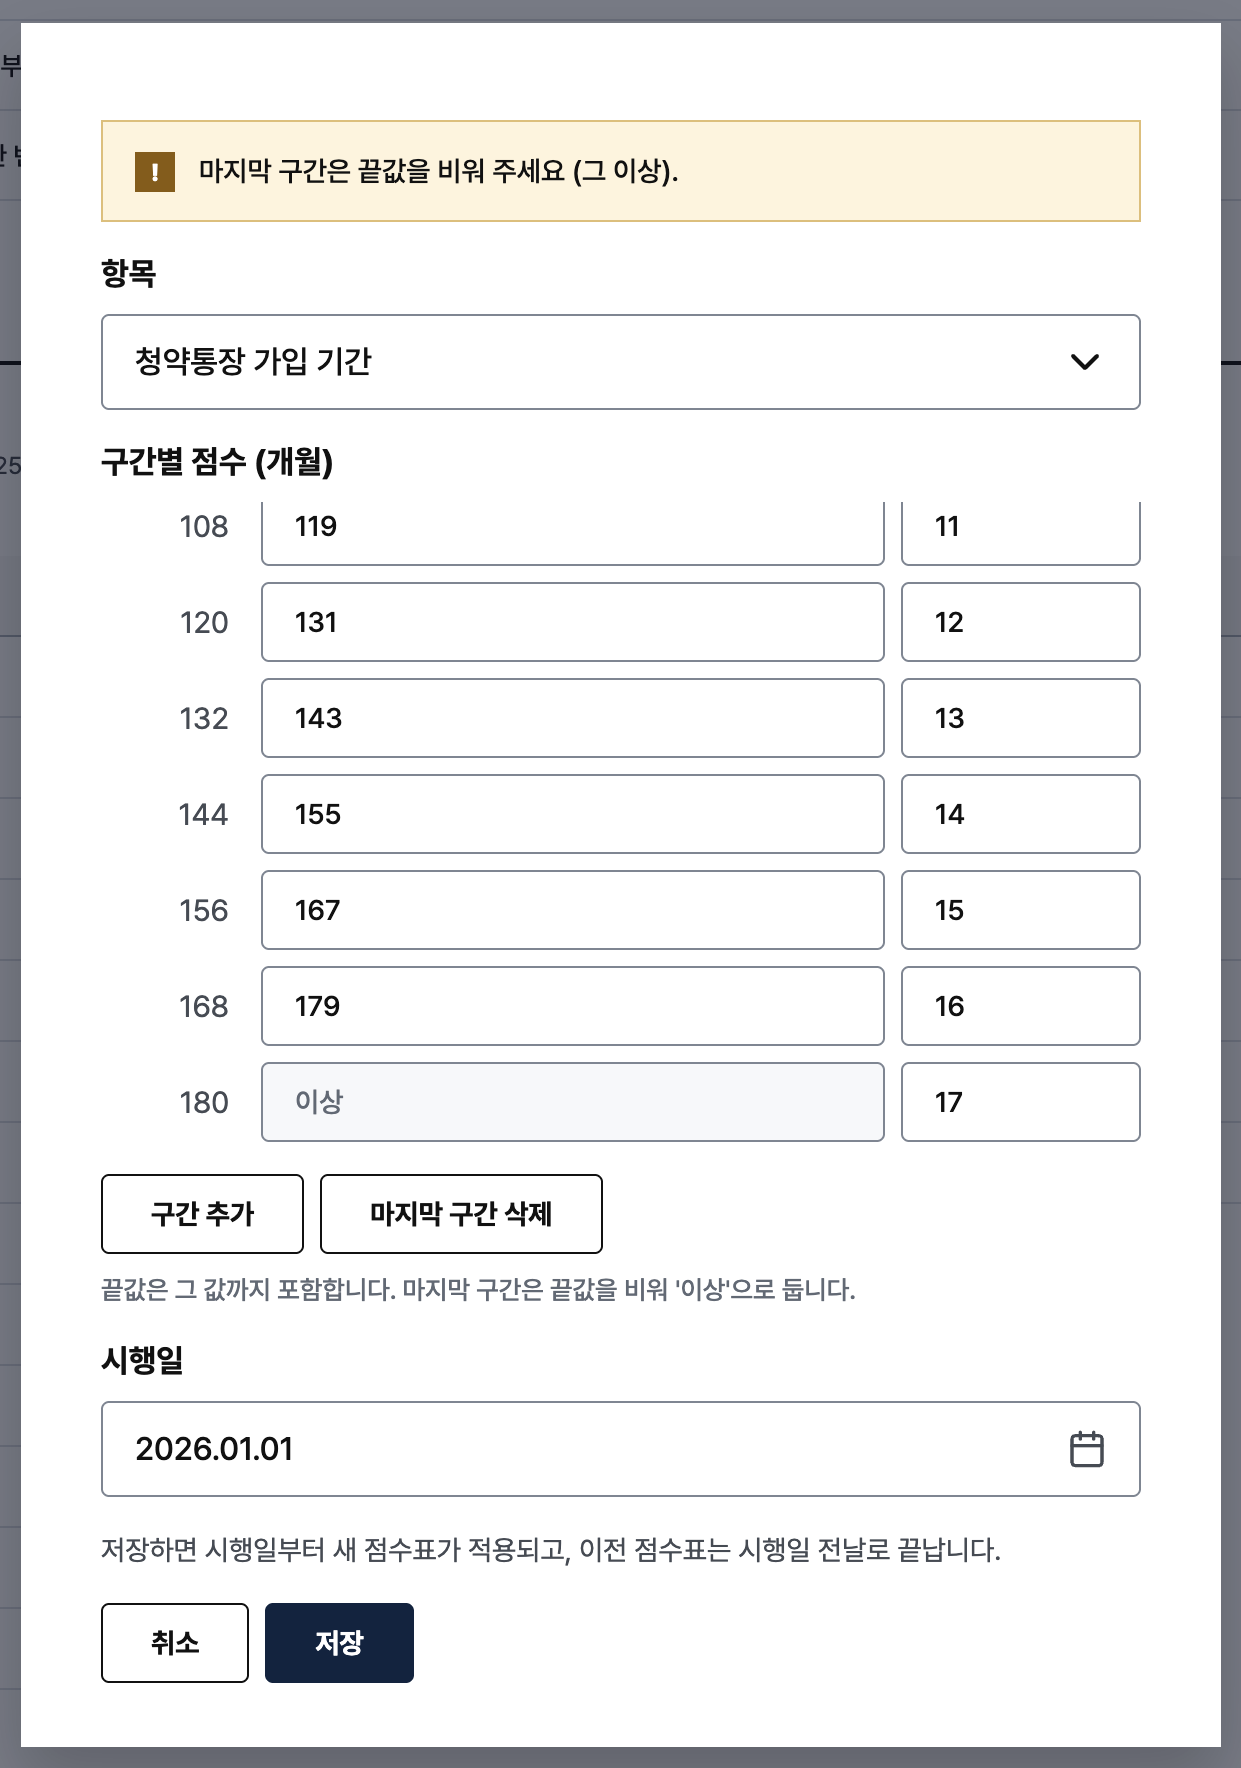 부
!
마지막 구간은 끝값을 비워 주세요 (그 이상).
항목
청약통장 가입 기간
구간별 점수 (개월)
25
108 119 11
120 131 12
132 143 13
144 155 14
156 167 15
168 179 16
180 이상 17
구간 추가 마지막 구간 삭제
끝값은 그 값까지 포함합니다. 마지막 구간은 끝값을 비워 '이상'으로 둡니다.
시행일
2026.01.01
저장하면 시행일부터 새 점수표가 적용되고, 이전 점수표는 시행일 전날로 끝납니다.
취소 저장